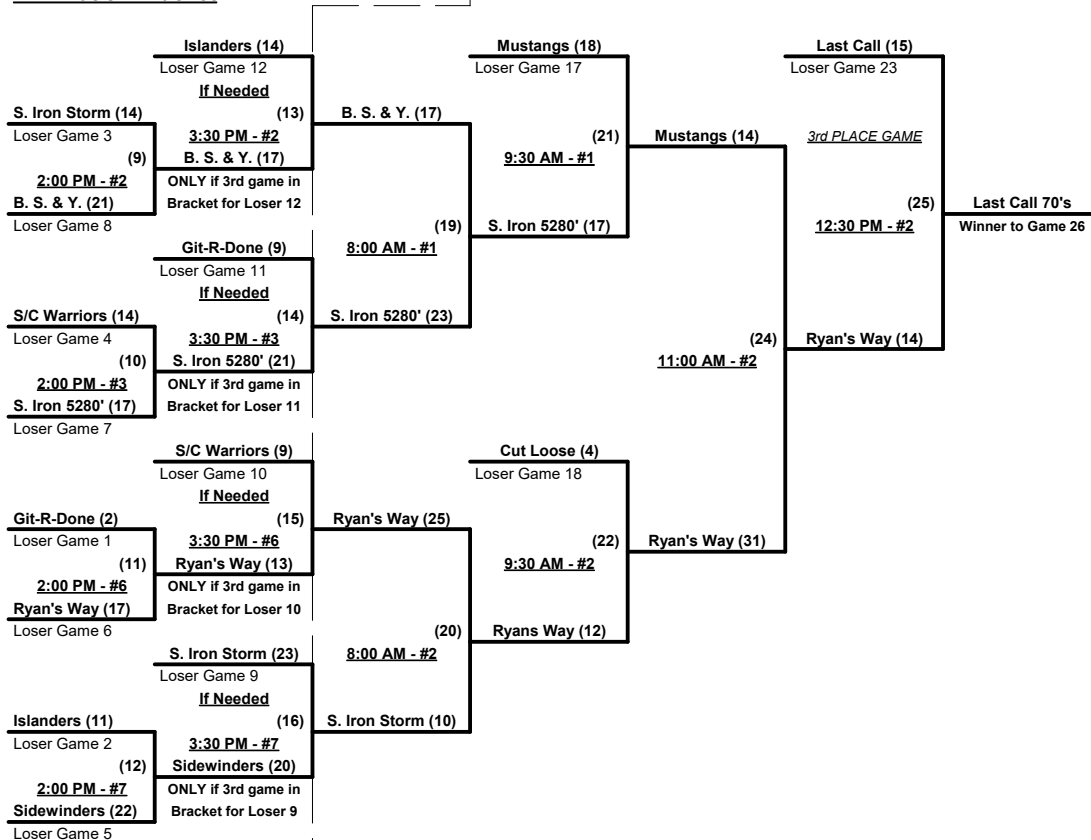 Islanders (14)
Loser Game 12
If Needed
(13)
3:30 PM - #2
B. S. & Y. (17)
ONLY if 3rd game in
Bracket for Loser 12
S. Iron Storm (14)
Loser Game 3
(9)
2:00 PM - #2
B. S. & Y. (21)
Loser Game 8
Git-R-Done (9)
Loser Game 11
If Needed
(14)
3:30 PM - #3
S. Iron 5280' (21)
ONLY if 3rd game in
Bracket for Loser 11
S/C Warriors (14)
Loser Game 4
(10)
2:00 PM - #3
S. Iron 5280' (17)
Loser Game 7
S/C Warriors (9)
Loser Game 10
If Needed
(15)
3:30 PM - #6
Ryan's Way (13)
ONLY if 3rd game in
Bracket for Loser 10
Git-R-Done (2)
Loser Game 1
(11)
2:00 PM - #6
Ryan's Way (17)
Loser Game 6
S. Iron Storm (23)
Loser Game 9
If Needed
(16)
3:30 PM - #7
Sidewinders (20)
ONLY if 3rd game in
Bracket for Loser 9
Islanders (11)
Loser Game 2
(12)
2:00 PM - #7
Sidewinders (22)
Loser Game 5
B. S. & Y. (17)
(19)
8:00 AM - #1
S. Iron 5280' (23)
Ryan's Way (25)
(20)
8:00 AM - #2
S. Iron Storm (10)
Mustangs (18)
Loser Game 17
(21)
9:30 AM - #1
S. Iron 5280' (17)
Cut Loose (4)
Loser Game 18
(22)
9:30 AM - #2
Ryans Way (12)
Mustangs (14)
(24)
11:00 AM - #2
Ryan's Way (31)
Last Call (15)
Loser Game 23
3rd PLACE GAME
(25)
12:30 PM - #2
Ryan's Way (14)
Last Call 70's
Winner to Game 26